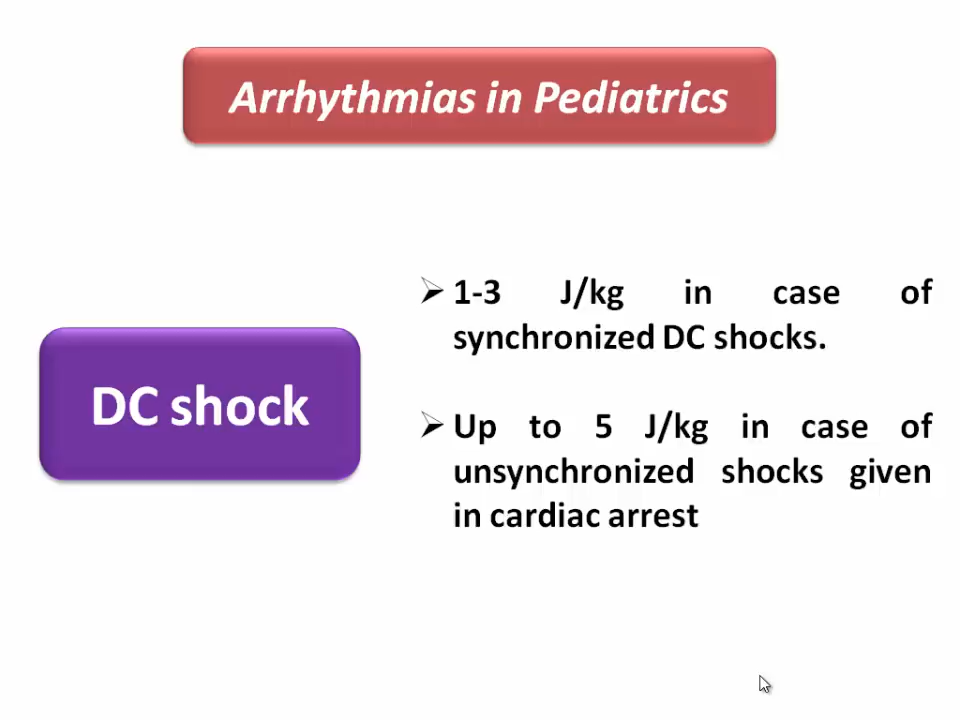 Arrhythmias in Pediatrics
DC shock
1-3 J/kg in case of
synchronized DC shocks.
Up to 5 J/kg in case of
unsynchronized shocks given
in cardiac arrest